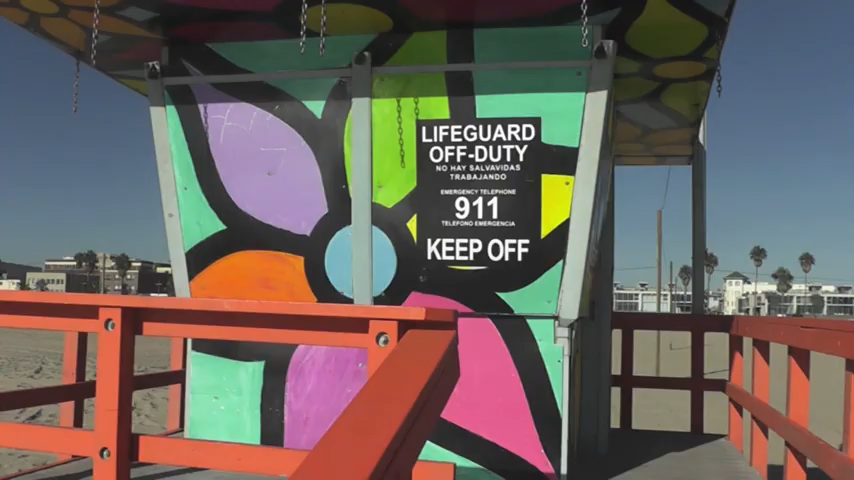 LIFEGUARD
OFF-DUTY
NO HAY SALVAVIDAS
TRABAJANDO
EMERGENCY TELEPHONE
911
TELEFONO EMERGENCIA
KEEP OFF